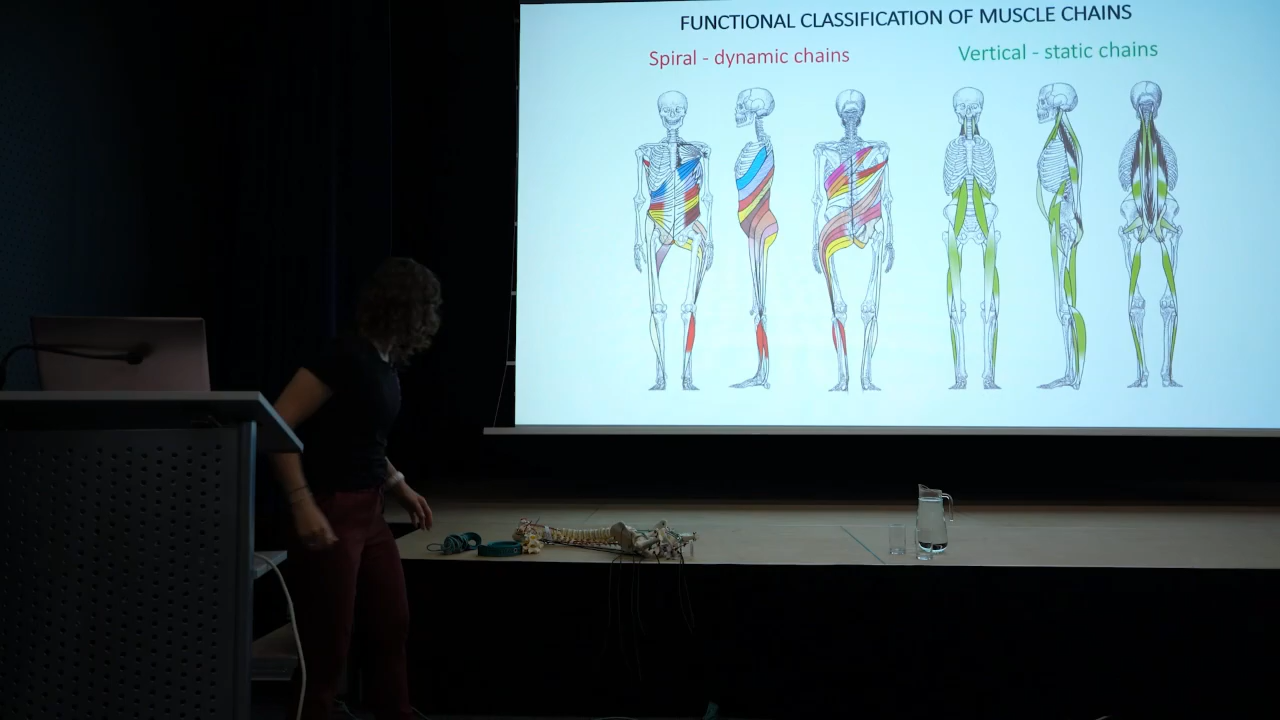 FUNCTIONAL CLASSIFICATION OF MUSCLE CHAINS
Spiral - dynamic chains
Vertical - static chains